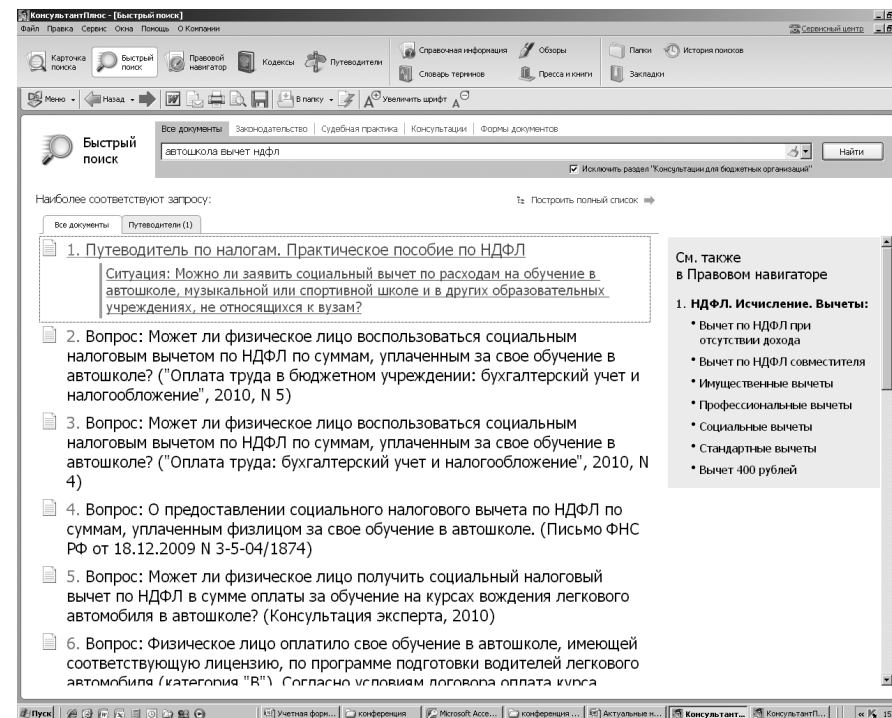 КонсультантПлюс - [Быстрый поиск]
Файл Правка Сервис Окна Помощь О Компании
Сервисный центр
Карточка поиска
Быстрый поиск
Правовой навигатор
Кодексы
Путеводители
Справочная информация
Словарь терминов
Обзоры
Пресса и книги
Папки
Закладки
История поисков
Меню
Назад
В папку
Увеличить шрифт
Быстрый поиск
Все документы Законодательство Судебная практика Консультации Формы документов
автошкола вычет ндфл
Найти
Исключить раздел "Консультации для бюджетных организаций"
Наиболее соответствуют запросу:
Построить полный список
Все документы Путеводители (1)
1. Путеводитель по налогам. Практическое пособие по НДФЛ
Ситуация: Можно ли заявить социальный вычет по расходам на обучение в
автошколе, музыкальной или спортивной школе и в других образовательных
учреждениях, не относящихся к вузам?
2. Вопрос: Может ли физическое лицо воспользоваться социальным
налоговым вычетом по НДФЛ по суммам, уплаченным за свое обучение в
автошколе? ("Оплата труда в бюджетном учреждении: бухгалтерский учет и
налогообложение", 2010, N 5)
3. Вопрос: Может ли физическое лицо воспользоваться социальным
налоговым вычетом по НДФЛ по суммам, уплаченным за свое обучение в
автошколе? ("Оплата труда: бухгалтерский учет и налогообложение", 2010, N
4)
4. Вопрос: О предоставлении социального налогового вычета по НДФЛ по
суммам, уплаченным физлицом за свое обучение в автошколе. (Письмо ФНС
РФ от 18.12.2009 N 3-5-04/1874)
5. Вопрос: Может ли физическое лицо получить социальный налоговый
вычет по НДФЛ в сумме оплаты за обучение на курсах вождения легкового
автомобиля в автошколе? (Консультация эксперта, 2010)
6. Вопрос: Физическое лицо оплатило свое обучение в автошколе, имеющей
соответствующую лицензию, по программе подготовки водителей легкового
автомобиля (категория "В"). Согласно условиям договора оплата курса
См. также
в Правовом навигаторе
1. НДФЛ. Исчисление. Вычеты:
• Вычет по НДФЛ при
отсутствии дохода
• Вычет по НДФЛ совместителя
• Имущественные вычеты
• Профессиональные вычеты
• Социальные вычеты
• Стандартные вычеты
• Вычет 400 рублей
Пуск
Учетная форм...
конференция
Microsoft Acce...
конференция ...
Актуальные н...
Консультант...
КонсультантП...
15